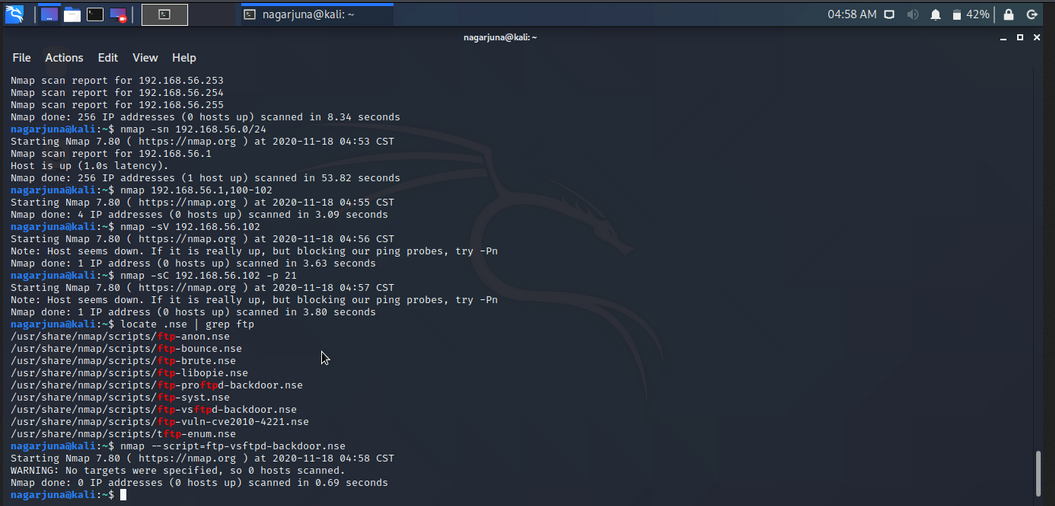 nagarjuna@kali: ~
04:58 AM
42%
nagarjuna@kali: ~
File Actions Edit View Help
Nmap scan report for 192.168.56.253
Nmap scan report for 192.168.56.254
Nmap scan report for 192.168.56.255
Nmap done: 256 IP addresses (0 hosts up) scanned in 8.34 seconds
nagarjuna@kali:~$ nmap -sn 192.168.56.0/24
Starting Nmap 7.80 ( https://nmap.org ) at 2020-11-18 04:53 CST
Nmap scan report for 192.168.56.1
Host is up (1.0s latency).
Nmap done: 256 IP addresses (1 host up) scanned in 53.82 seconds
nagarjuna@kali:~$ nmap 192.168.56.1,100-102
Starting Nmap 7.80 ( https://nmap.org ) at 2020-11-18 04:55 CST
Nmap done: 4 IP addresses (0 hosts up) scanned in 3.09 seconds
nagarjuna@kali:~$ nmap -sV 192.168.56.102
Starting Nmap 7.80 ( https://nmap.org ) at 2020-11-18 04:56 CST
Note: Host seems down. If it is really up, but blocking our ping probes, try -Pn
Nmap done: 1 IP address (0 hosts up) scanned in 3.63 seconds
nagarjuna@kali:~$ nmap -sC 192.168.56.102 -p 21
Starting Nmap 7.80 ( https://nmap.org ) at 2020-11-18 04:57 CST
Note: Host seems down. If it is really up, but blocking our ping probes, try -Pn
Nmap done: 1 IP address (0 hosts up) scanned in 3.80 seconds
nagarjuna@kali:~$ locate .nse | grep ftp
/usr/share/nmap/scripts/ftp-anon.nse
/usr/share/nmap/scripts/ftp-bounce.nse
/usr/share/nmap/scripts/ftp-brute.nse
/usr/share/nmap/scripts/ftp-libopie.nse
/usr/share/nmap/scripts/ftp-proftpd-backdoor.nse
/usr/share/nmap/scripts/ftp-syst.nse
/usr/share/nmap/scripts/ftp-vsftpd-backdoor.nse
/usr/share/nmap/scripts/ftp-vuln-cve2010-4221.nse
/usr/share/nmap/scripts/tftp-enum.nse
nagarjuna@kali:~$ nmap --script=ftp-vsftpd-backdoor.nse
Starting Nmap 7.80 ( https://nmap.org ) at 2020-11-18 04:58 CST
WARNING: No targets were specified, so 0 hosts scanned.
Nmap done: 0 IP addresses (0 hosts up) scanned in 0.69 seconds
nagarjuna@kali:~$